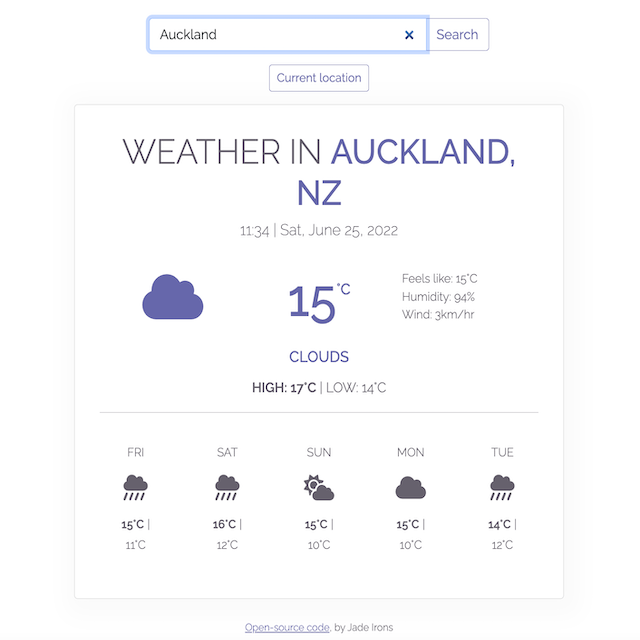 Auckland
Search
Current location
WEATHER IN AUCKLAND,
NZ
11:34 | Sat, June 25, 2022
15°C
Feels like: 15°C
Humidity: 94%
Wind: 3km/hr
CLOUDS
HIGH: 17°C | LOW: 14°C
FRI SAT SUN MON TUE
15°C | 16°C | 15°C | 15°C | 14°C |
11°C 12°C 10°C 10°C 12°C
Open-source code, by Jade Irons